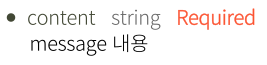 • content string Required
message 내용